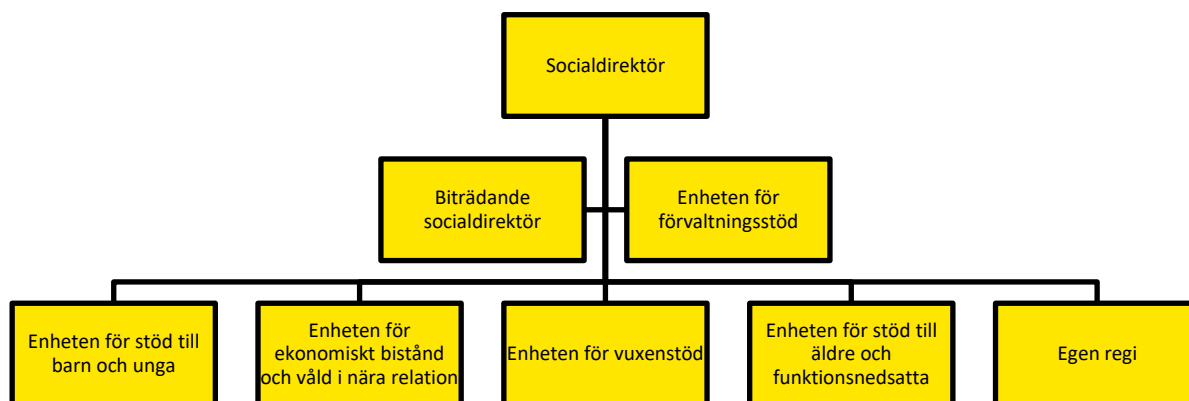 Socialdirektör
Biträdande
socialdirektör
Enheten för
förvaltningsstöd
Enheten för stöd till
barn och unga
Enheten för
ekonomiskt bistånd
och våld i nära relation
Enheten för vuxenstöd
Enheten för stöd till
äldre och
funktionsnedsatta
Egen regi